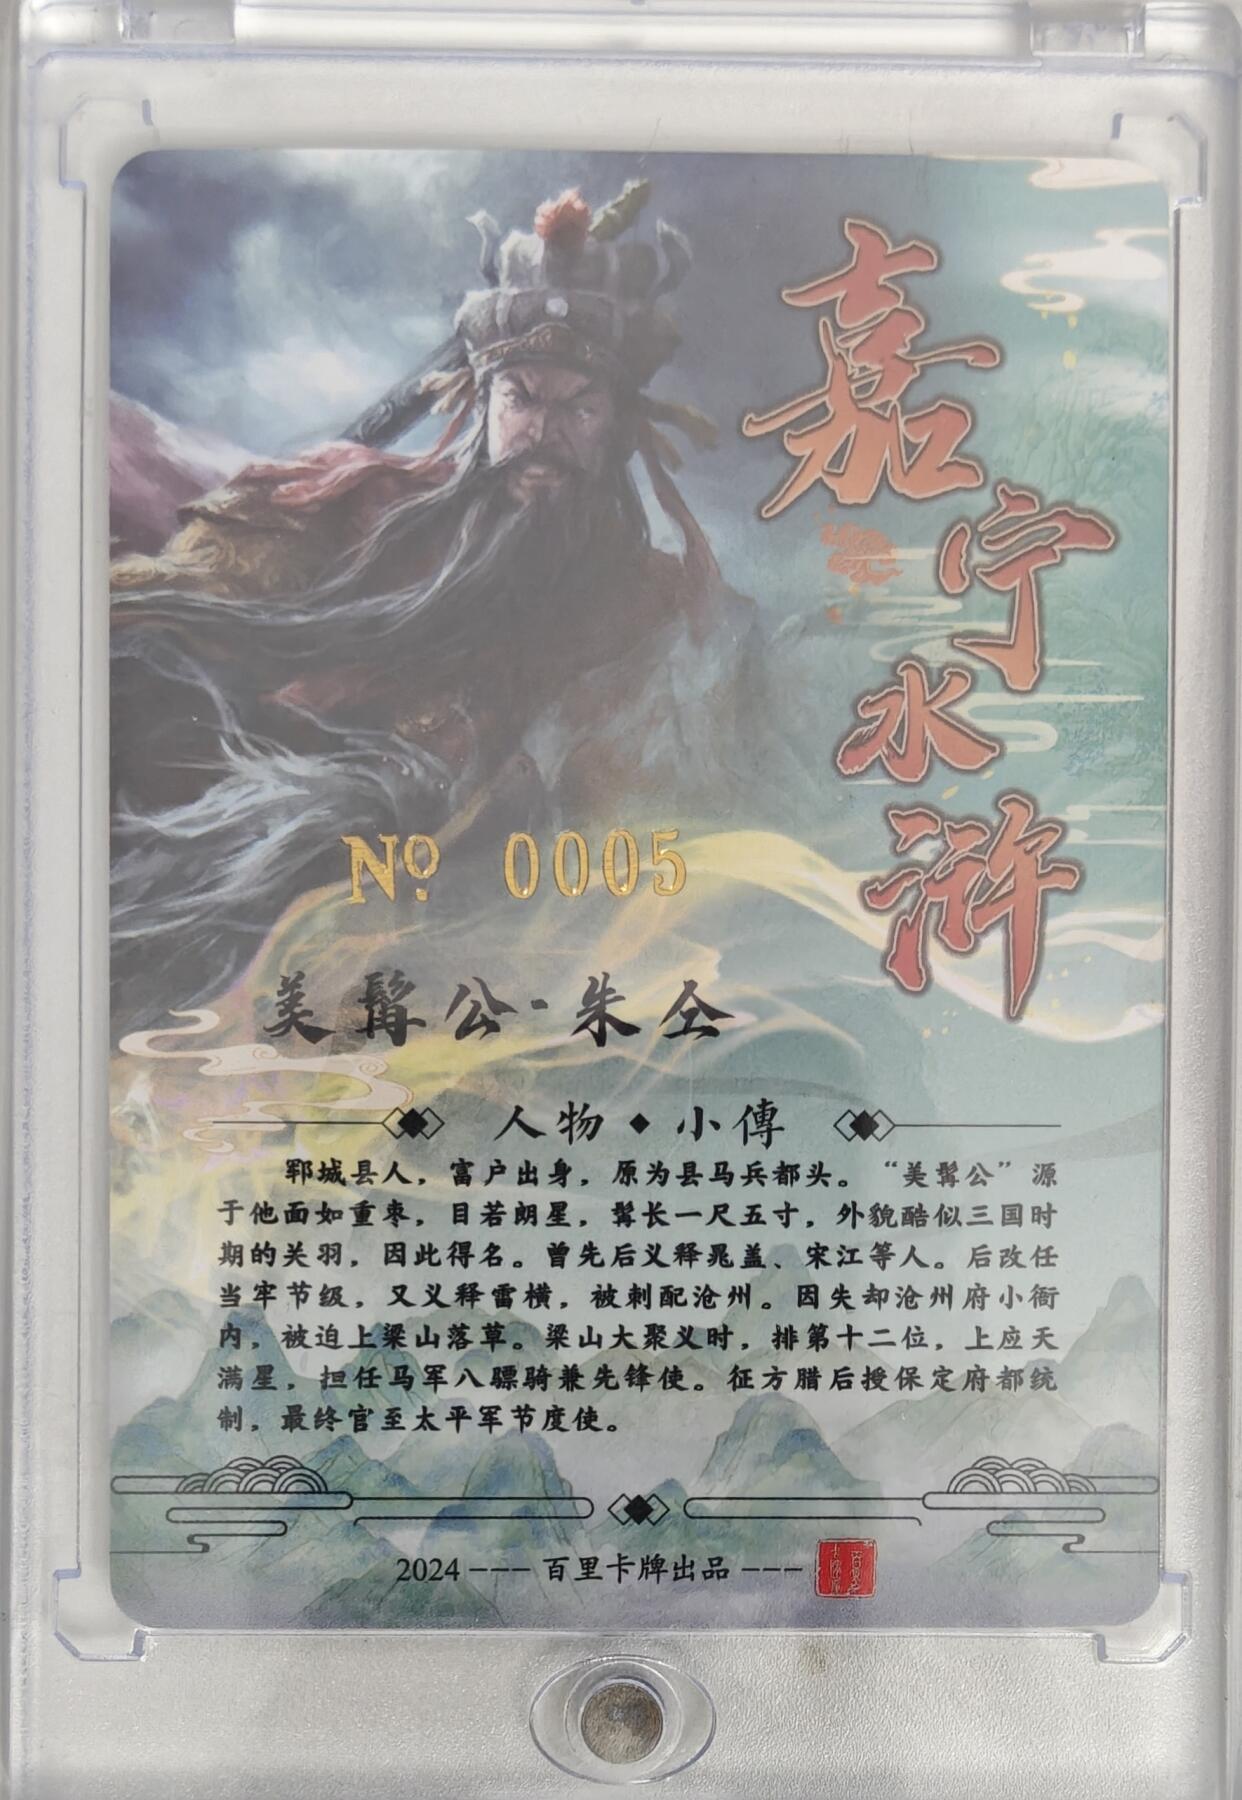 嘉宁水浒
No 0005
美髯公·朱仝
人物◆小傳
郓城县人，富户出身，原为县马兵都头。“美髯公”源
于他面如重枣，目若朗星，髯长一尺五寸，外貌酷似三国时
期的关羽，因此得名。曾先后义释晁盖、宋江等人。后改任
当牢节级，又义释雷横，被刺配沧州。因失却沧州府小衙
内，被迫上梁山落草。梁山大聚义时，排第十二位，上应天
满星，担任马军八骠骑兼先锋使。征方腊后授保定府都统
制，最终官至太平军节度使。
2024---百里卡牌出品---